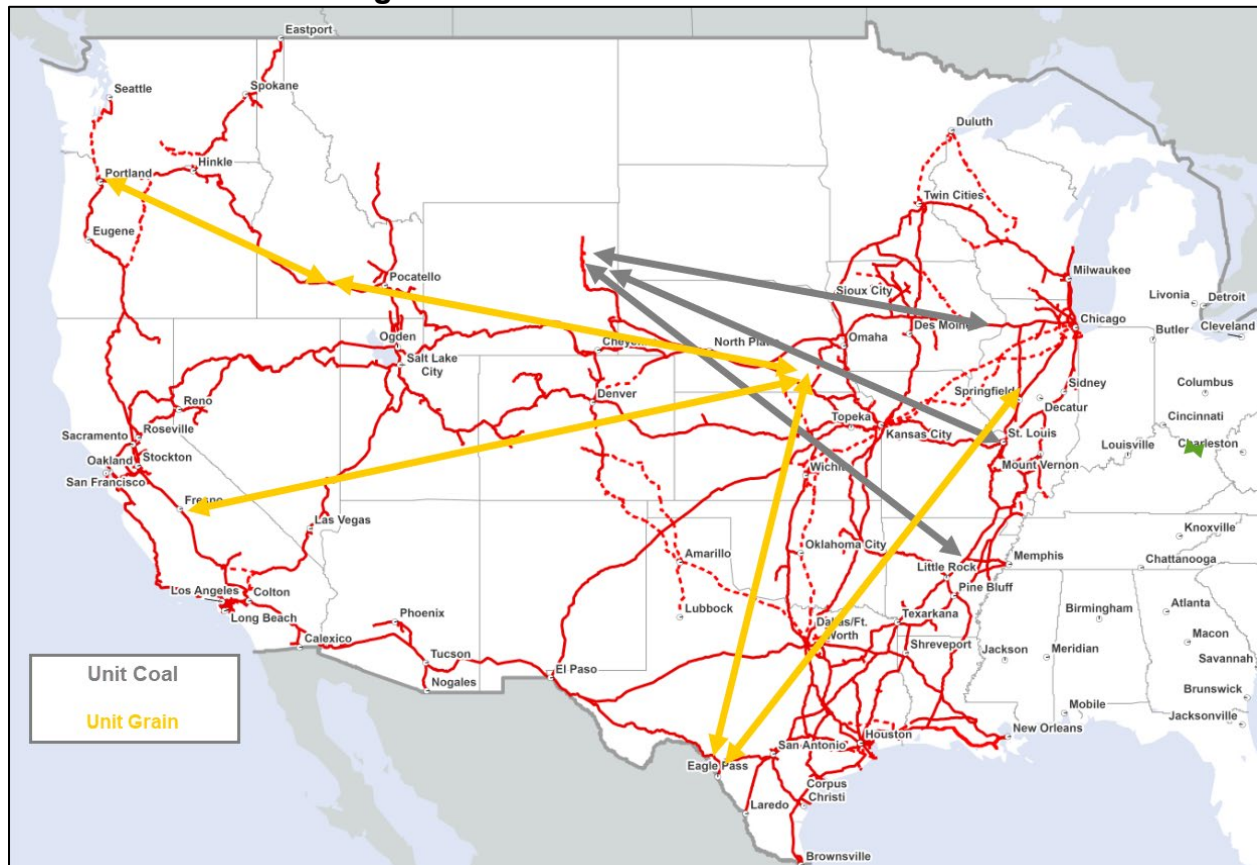 Eastport
Seattle
Spokane
Duluth
Hinkle
Portland
Twin Cities
Eugene
Pocatello
Milwaukee
Sioux City
Livonia
Detroit
Chicago
Des Moin
Butler
Cleveland
Ogden
Cheye
North Pla
Omaha
Salt Lake
City
Sidney
Springfield
Columbus
Denver
Decatur
Reno
Cincinnati
Topeka
Roseville
Kansas City
St. Louis
Sacramento
Louisville
Charleston
Stockton
Oakland
San Francisco
Mount Vernon
Wichi
Fresno
Las Vegas
Knoxville
Oklahoma City
Memphis
Chattanooga
Amarillo
Little Rock
Los Angeles
Colton
Pine Bluff
Long Beach
Phoenix
Lubbock
Birmingham
Atlanta
Texarkana
Dallas/Ft.
Worth
Calexico
Macon
Shreveport
Jackson
Meridian
Tucson
Savannah
El Paso
Unit Coal
Nogales
Brunswick
Mobile
Unit Grain
Jacksonville
New Orleans
Houston
San Antonio
Eagle Pass
Corpus
Christi
Laredo
Brownsville